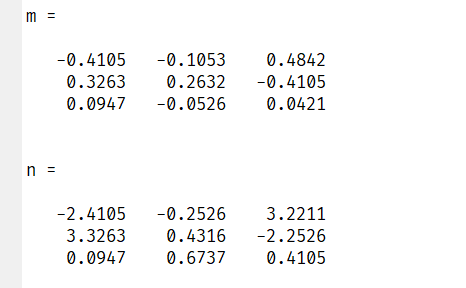 m =
-0.4105 -0.1053 0.4842
0.3263 0.2632 -0.4105
0.0947 -0.0526 0.0421
n =
-2.4105 -0.2526 3.2211
3.3263 0.4316 -2.2526
0.0947 0.6737 0.4105